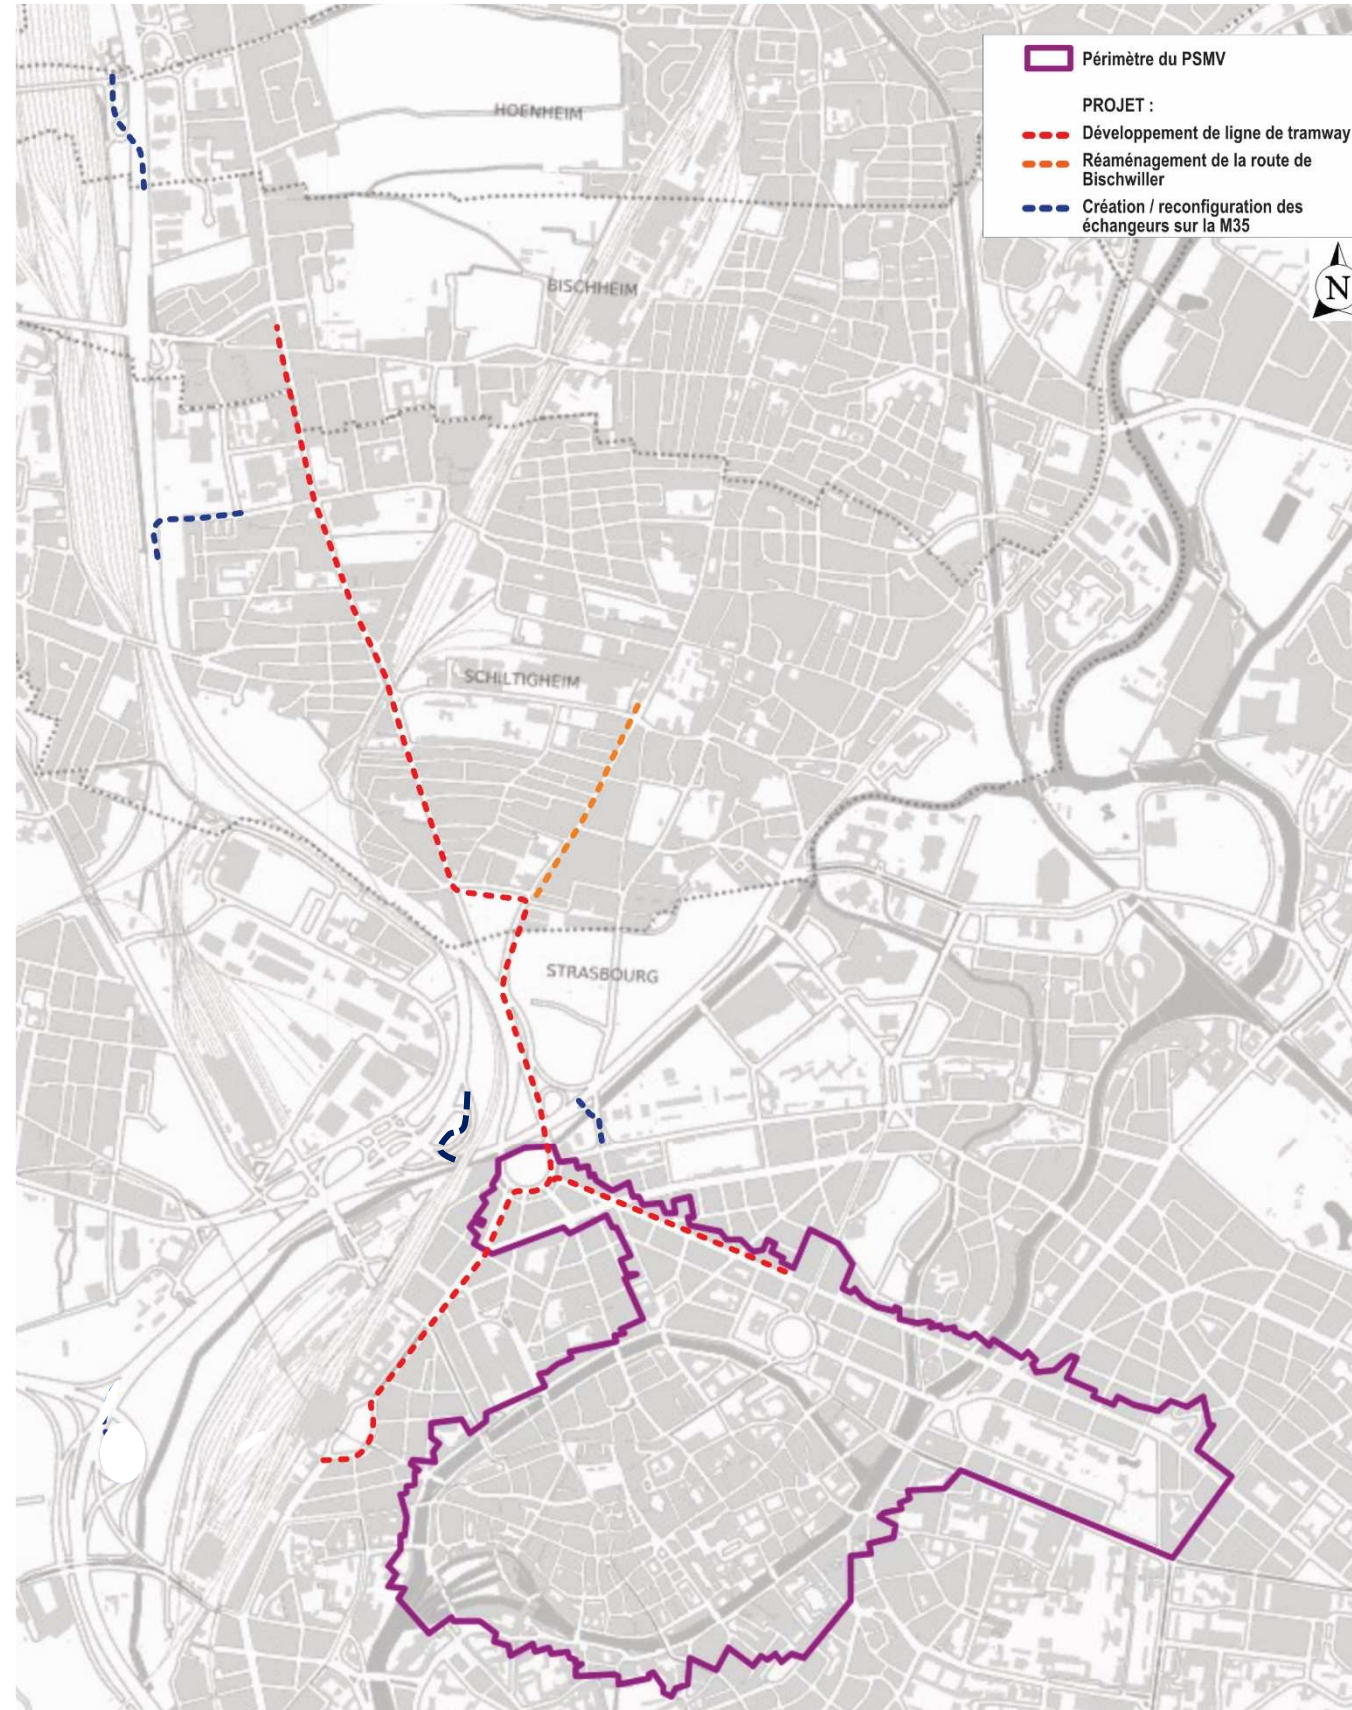 Périmètre du PSMV
PROJET :
Développement de ligne de tramway
Réaménagement de la route de
Bischwiller
Création / reconfiguration des
échangeurs sur la M35
N
HOENHEIM
BISCHHEIM
SCHILTIGHEIM
STRASBOURG